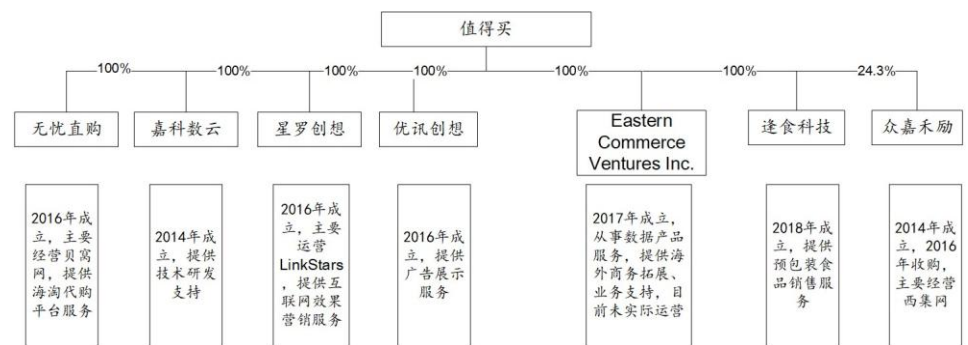 值得买
100%
100%
100%
100%
100%
100%
24.3%
无忧直购
嘉科数云
星罗创想
优讯创想
Eastern
Commerce
Ventures Inc.
逢食科技
众嘉禾励
2016年成
立，主要
经营贝窝
网，提供
海淘代购
平台服务
2014年成
立，提供
技术研发
支持
2016年成
立，主要
运营
LinkStars
，提供互
联网效果
营销服务
2016年成
立，提供
广告展示
服务
2017年成立，
从事数据产品
服务，提供海
外商务拓展、
业务支持，目
前未实际运营
2018年成
立，提供
预包装食
品销售服
务
2014年成
立，2016
年收购，
主要经营
西集网